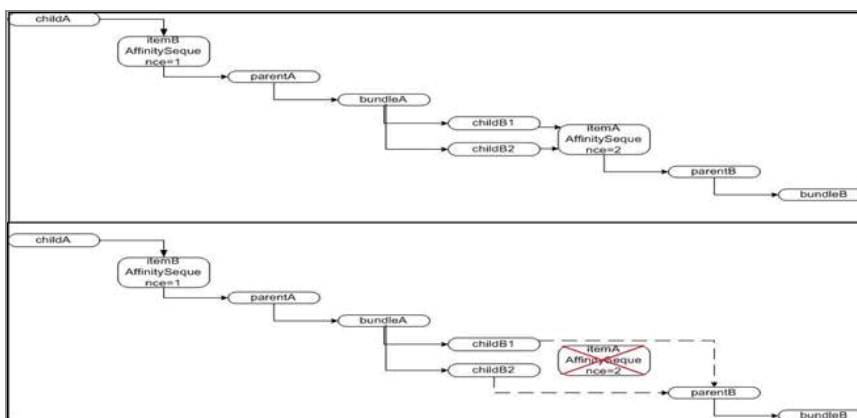 childA
itemB
AffinitySeque
nce=1
parentA
bundleA
childB1
childB2
itemA
AffinitySeque
nce=2
parentB
bundleB
childA
itemB
AffinitySeque
nce=1
parentA
bundleA
childB1
childB2
itemA
AffinitySeque
nce=2
parentB
bundleB